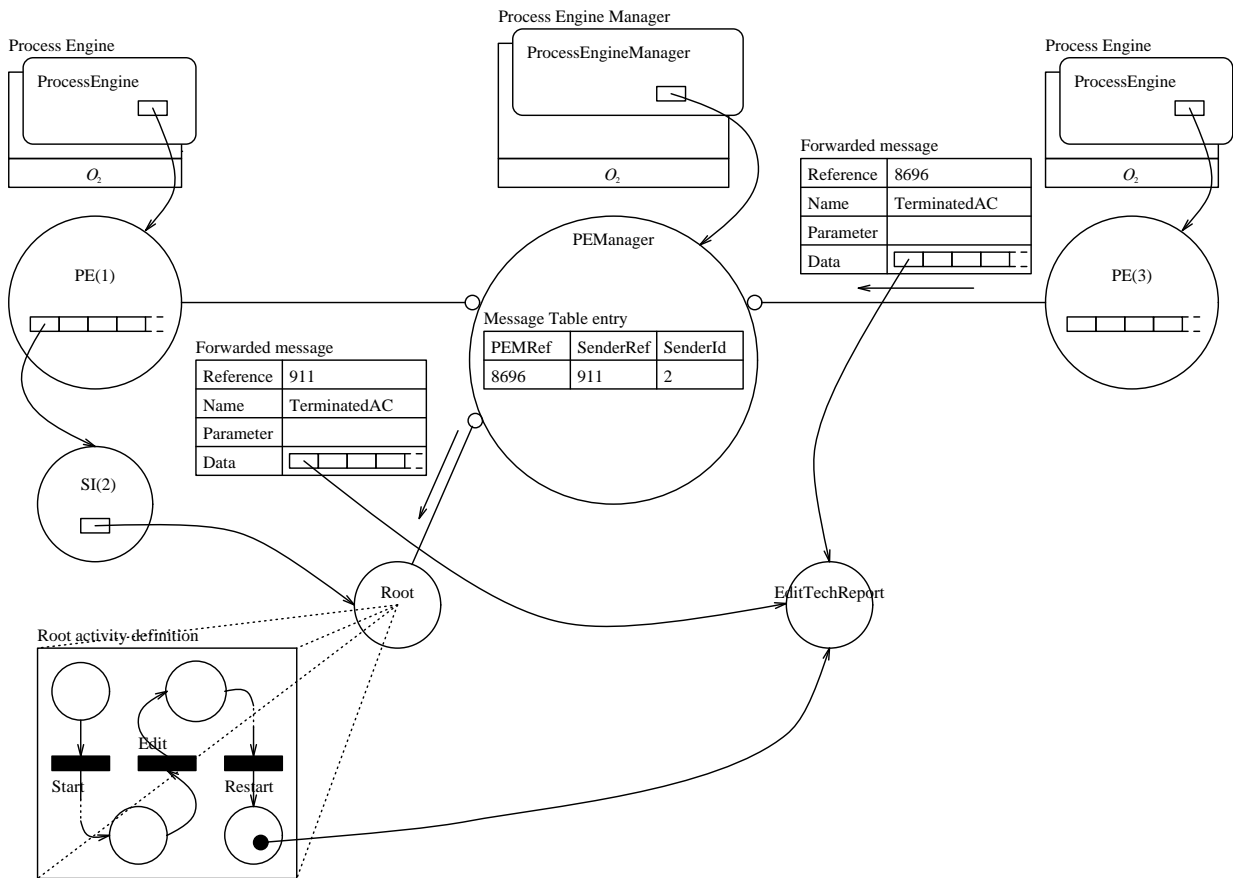 Process Engine Manager
Process Engine
Process Engine
ProcessEngine
ProcessEngineManager
ProcessEngine
O2
O2
Forwarded message
Reference 8696
Name TerminatedAC
Parameter
Data
PE(1)
PEManager
PE(3)
Message Table entry
PEMRef SenderRef SenderId
8696 911 2
Forwarded message
Reference 911
Name TerminatedAC
Parameter
Data
SI(2)
Root
EditTechReport
Root activity definition
Edit
Start
Restart